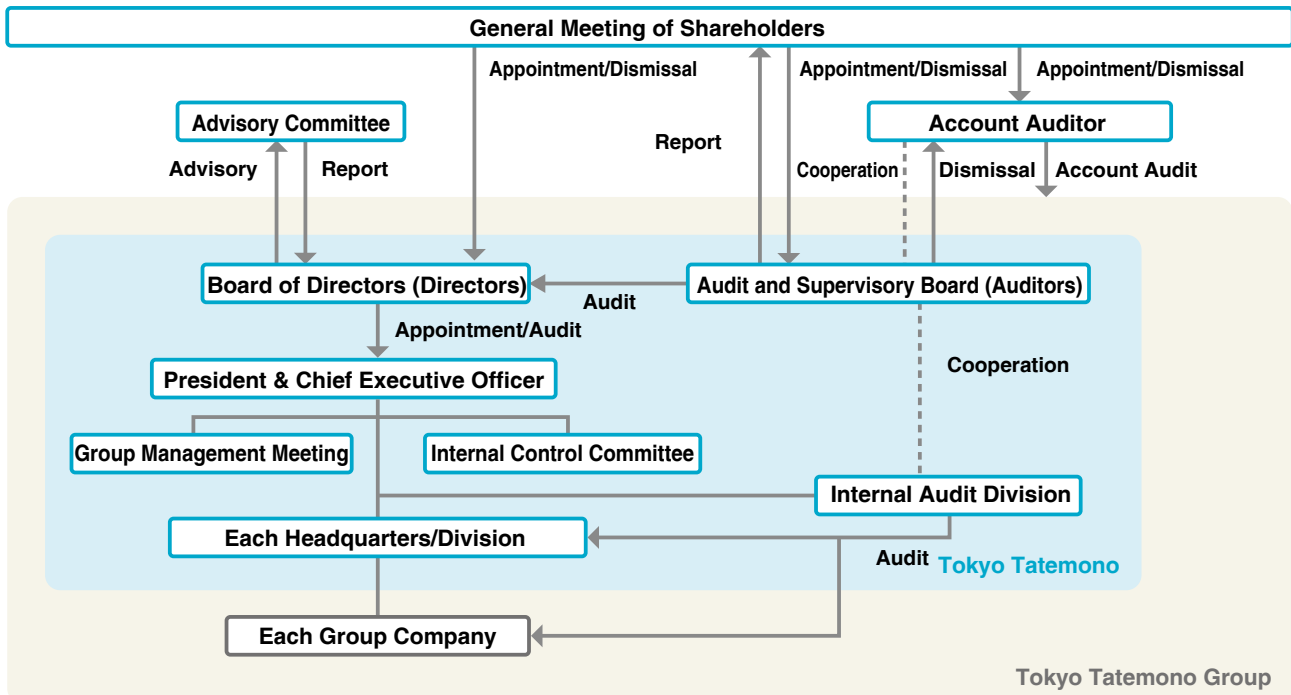 General Meeting of Shareholders
Appointment/Dismissal
Appointment/Dismissal
Appointment/Dismissal
Advisory Committee
Account Auditor
Advisory
Report
Report
Cooperation
Dismissal
Account Audit
Board of Directors (Directors)
Audit
Audit and Supervisory Board (Auditors)
Appointment/Audit
President & Chief Executive Officer
Cooperation
Group Management Meeting
Internal Control Committee
Internal Audit Division
Each Headquarters/Division
Audit
Tokyo Tatemono
Each Group Company
Tokyo Tatemono Group